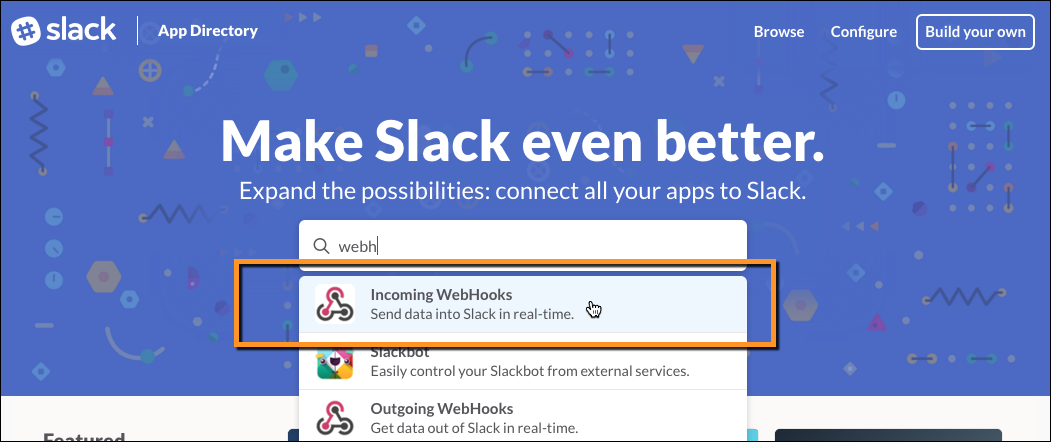 slack App Directory Browse Configure Build your own
Make Slack even better.
Expand the possibilities: connect all your apps to Slack.
webh
Incoming WebHooks
Send data into Slack in real-time.
Slackbot
Easily control your Slackbot from external services.
Outgoing WebHooks
Get data out of Slack in real-time.
Featured